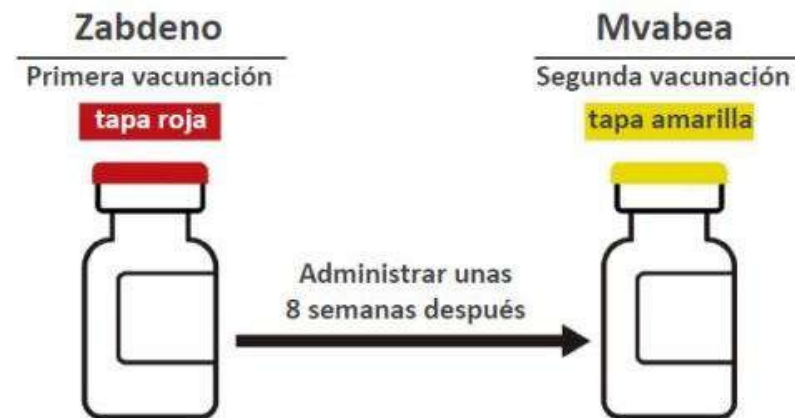 Zabdeno
Primera vacunación
tapa roja
Mvabea
Segunda vacunación
tapa amarilla
Administrar unas
8 semanas después